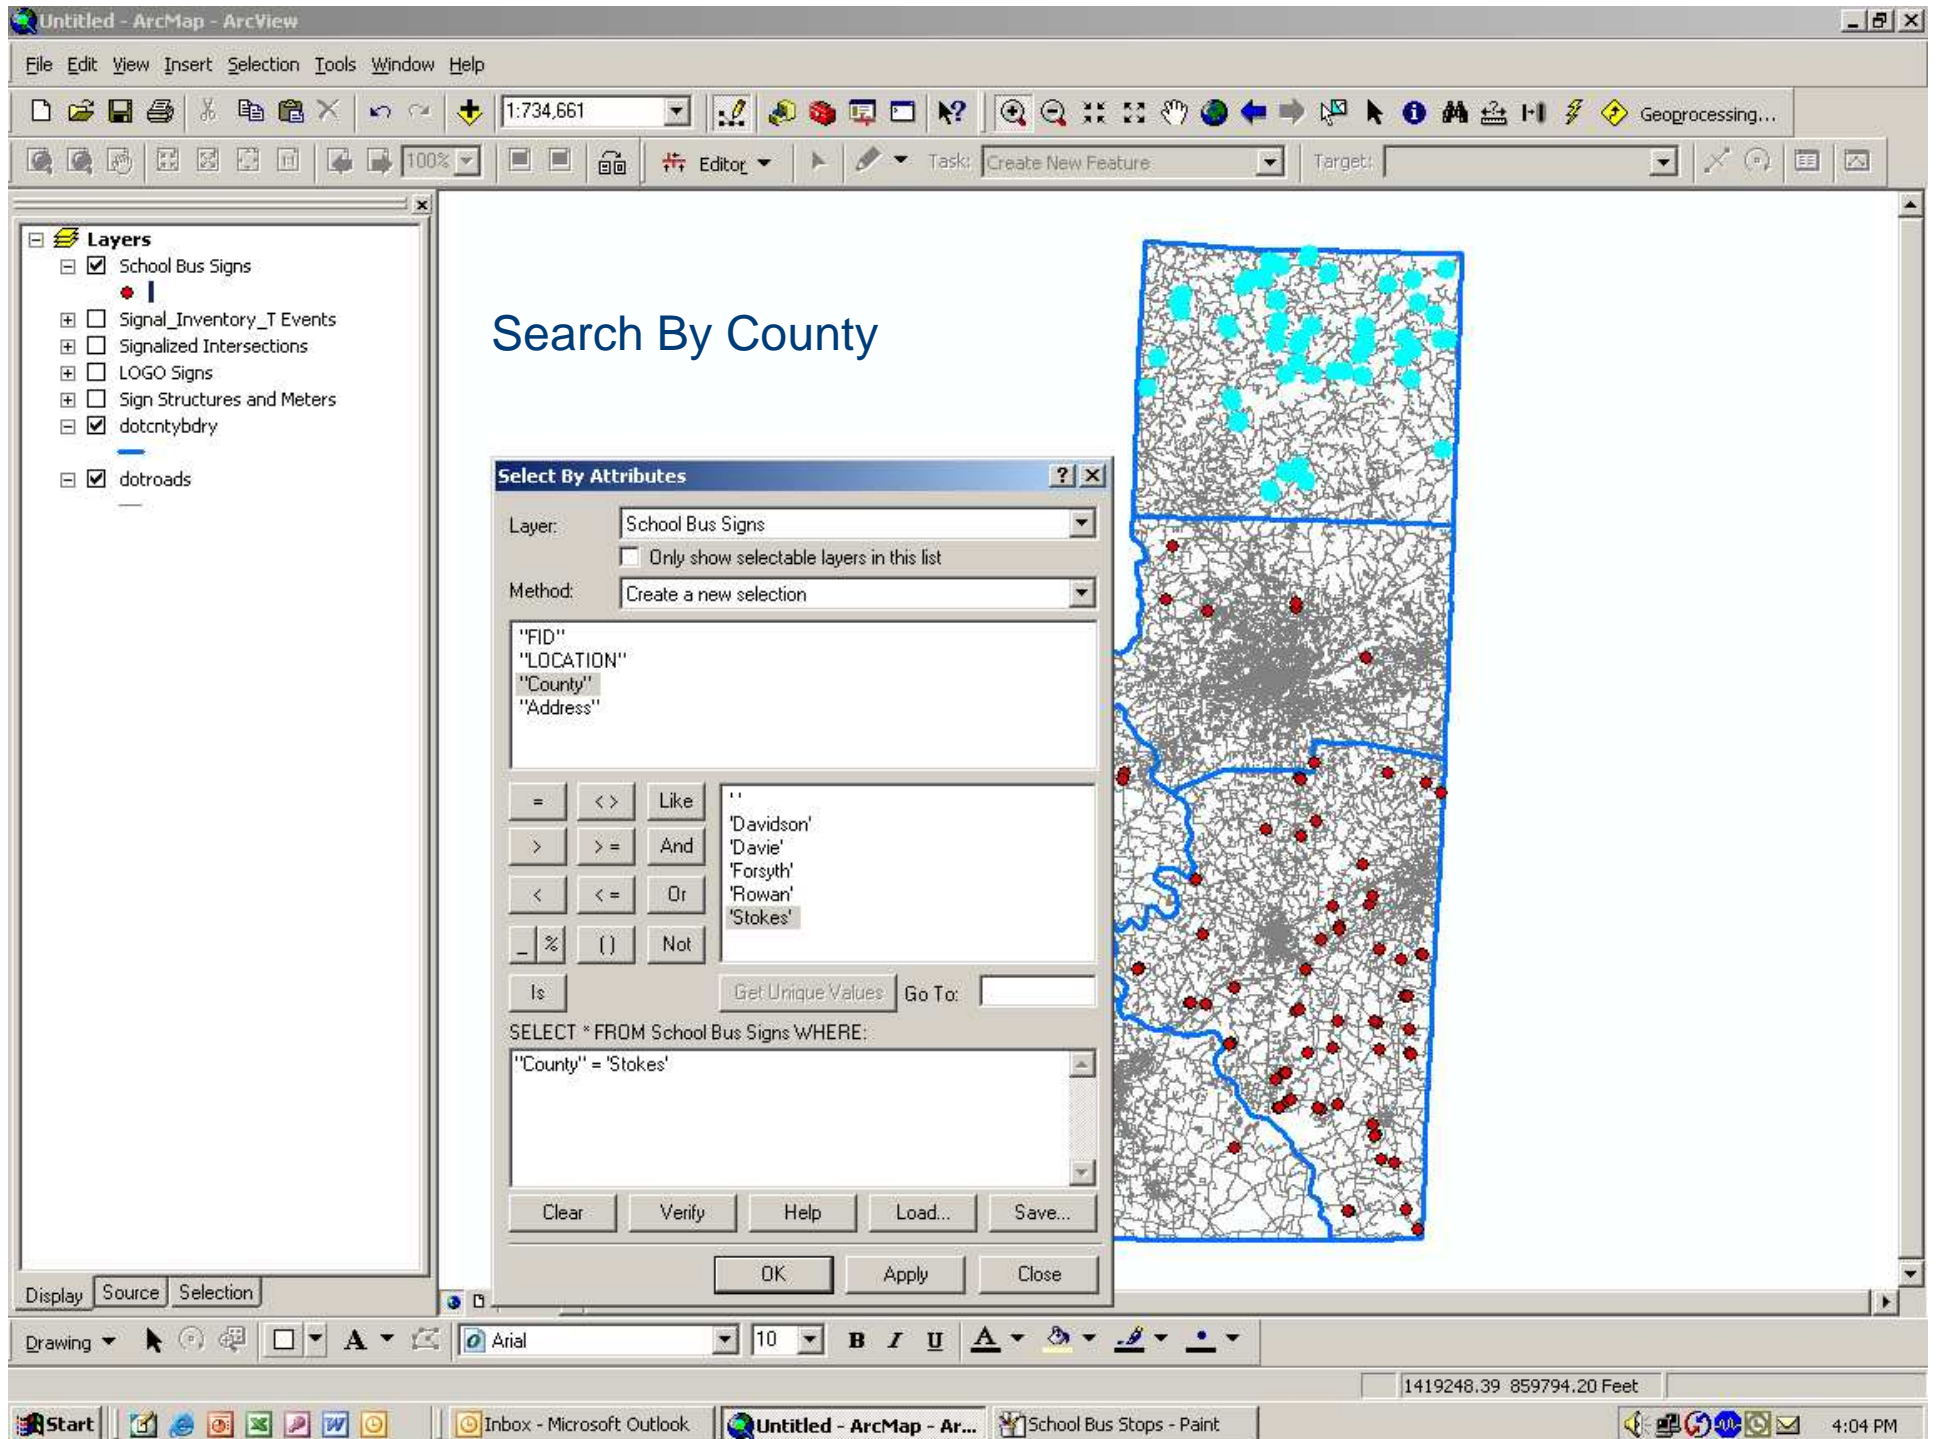 Untitled - ArcMap - ArcView
File Edit View Insert Selection Tools Window Help
1:734,661
Geoprocessing...
100%
Editor
Task: Create New Feature
Target:
Layers
School Bus Signs
Signal_Inventory_T Events
Signalized Intersections
LOGO Signs
Sign Structures and Meters
dotcntybdry
dotroads
Search By County
Select By Attributes
Layer: School Bus Signs
Only show selectable layers in this list
Method: Create a new selection
"FID"
"LOCATION"
"County"
"Address"
= < > Like
> > = And
< < = Or
_ % ( ) Not
Is
' '
'Davidson'
'Davie'
'Forsyth'
'Rowan'
'Stokes'
Get Unique Values Go To:
SELECT * FROM School Bus Signs WHERE:
"County" = 'Stokes'
Clear Verify Help Load... Save...
OK Apply Close
Display Source Selection
Drawing A Arial 10 B I U A
1419248.39 859794.20 Feet
Start Inbox - Microsoft Outlook Untitled - ArcMap - Ar... School Bus Stops - Paint 4:04 PM